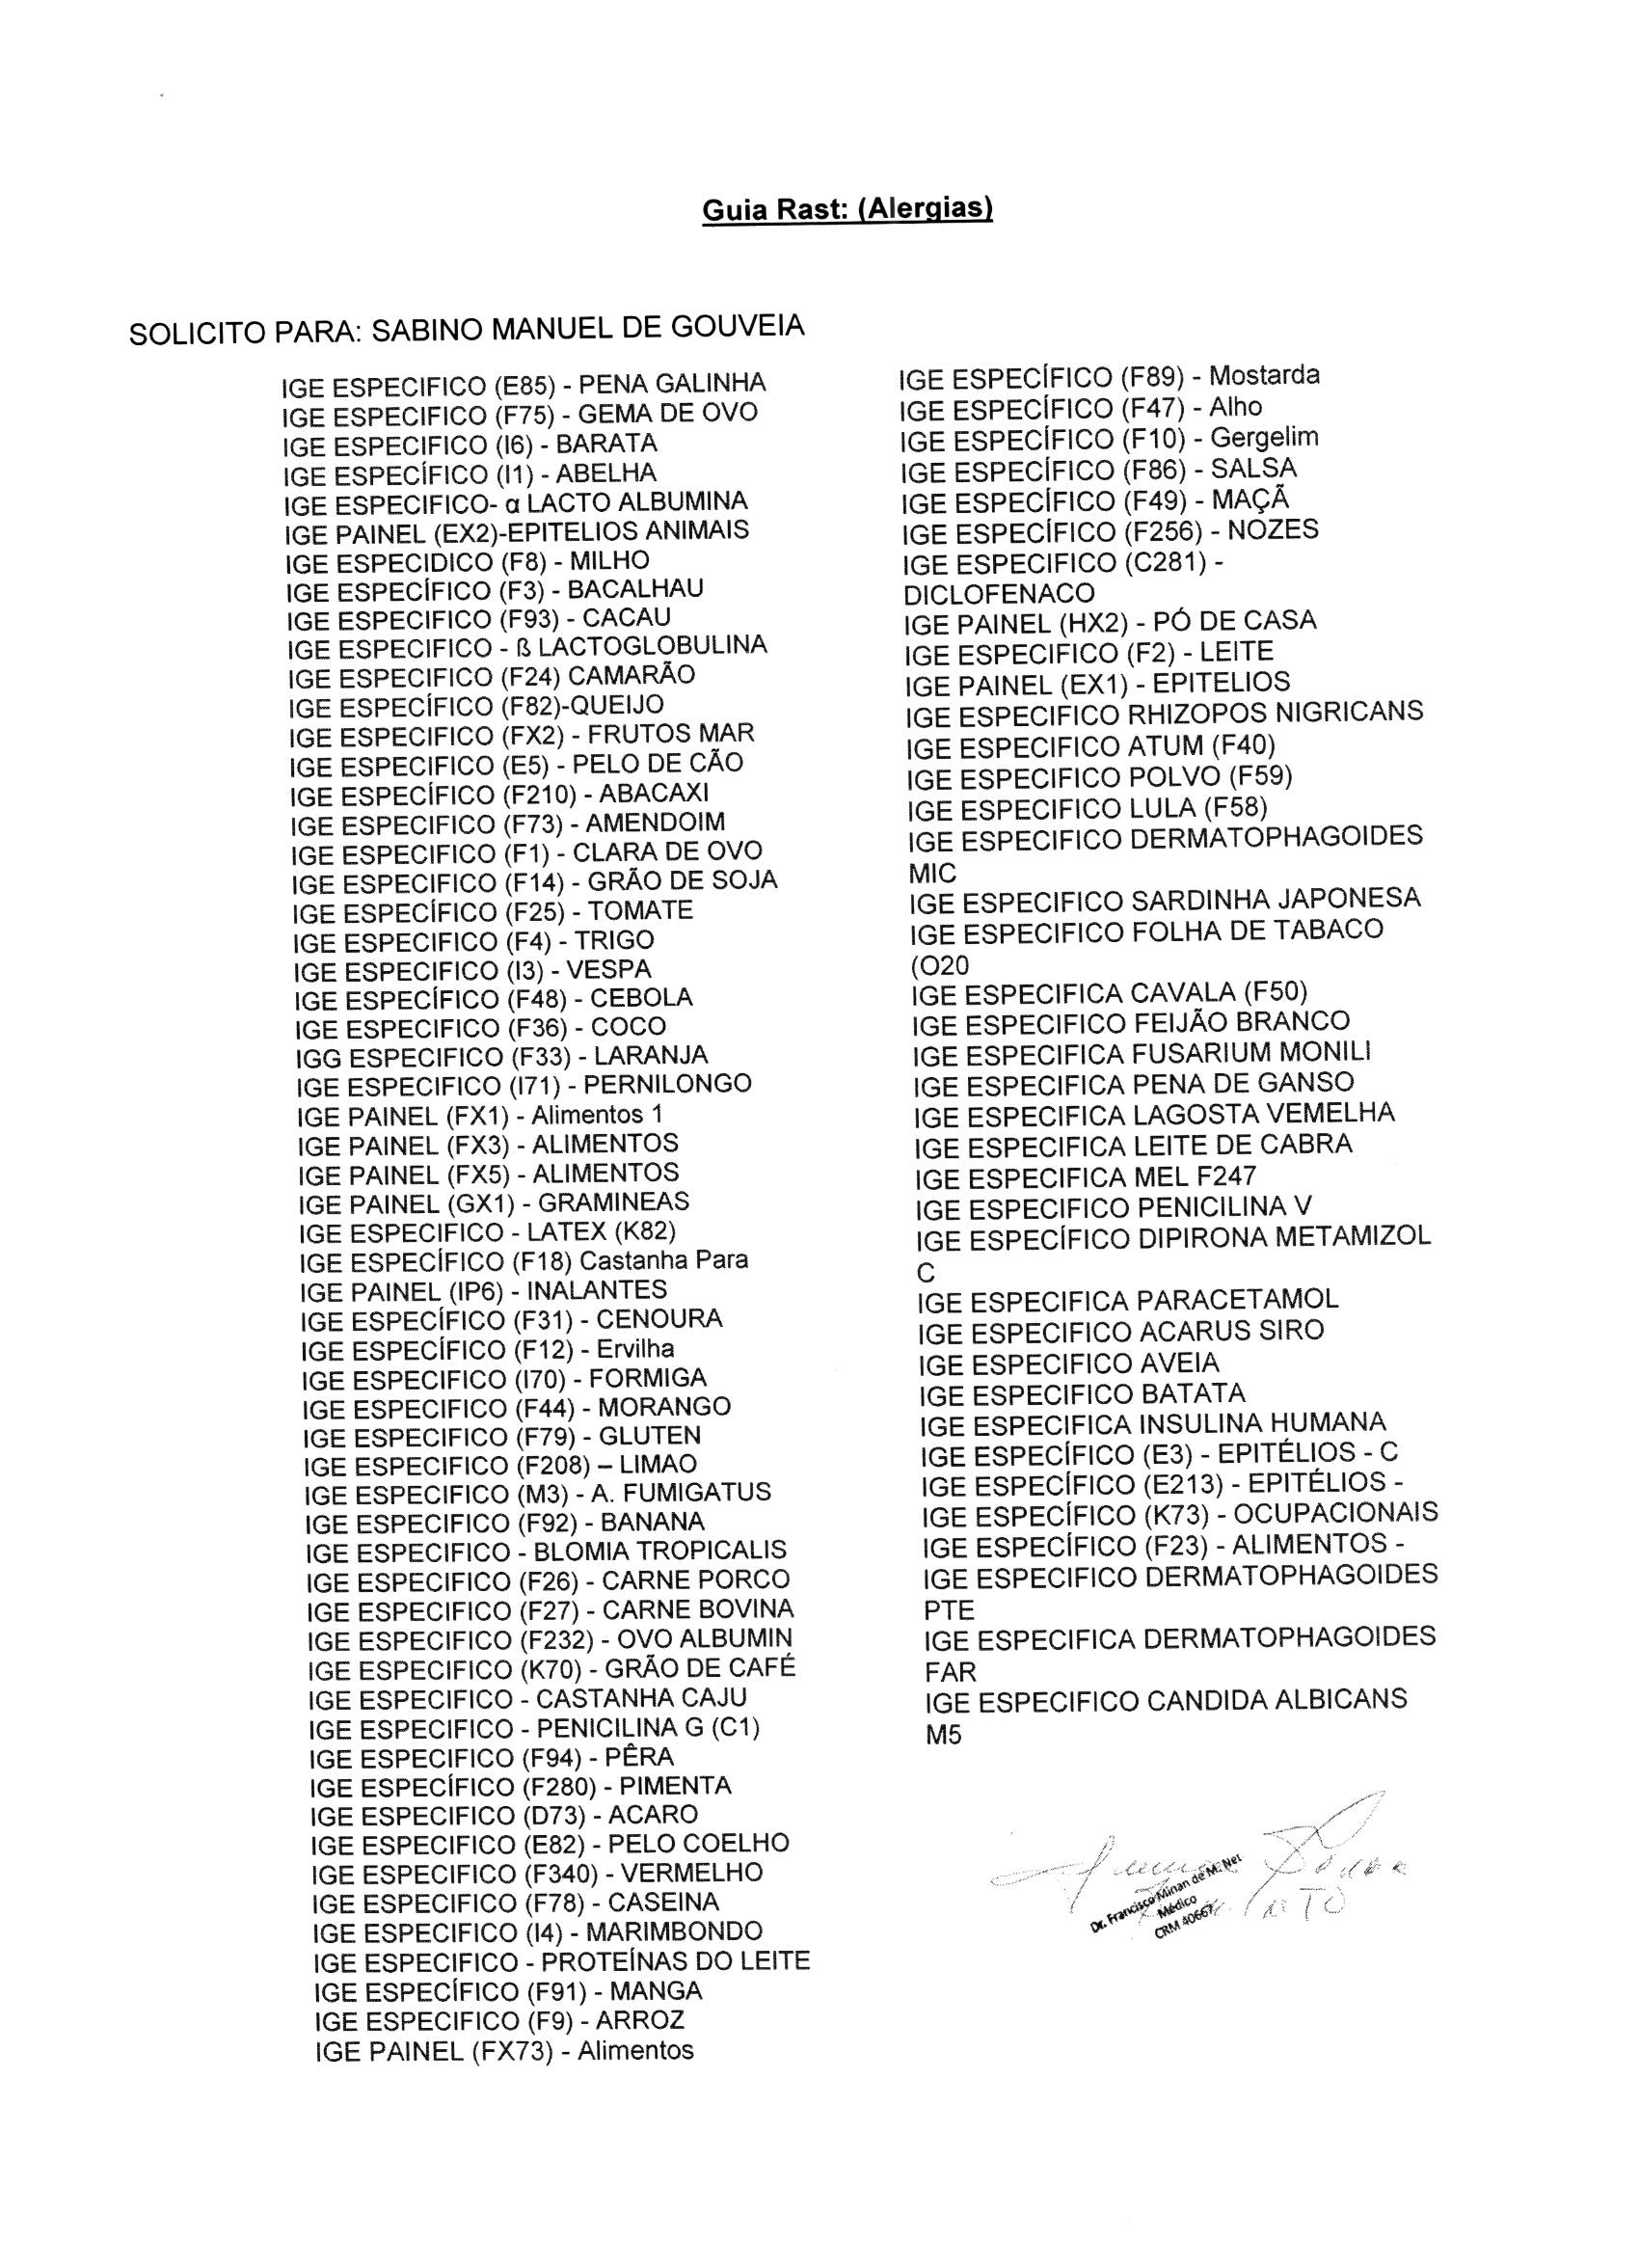 Guia Rast: (Alergias)
SOLICITO PARA: SABINO MANUEL DE GOUVEIA
IGE ESPECIFICO (E85) - PENA GALINHA
IGE ESPECIFICO (F75) - GEMA DE OVO
IGE ESPECIFICO (I6) - BARATA
IGE ESPECÍFICO (I1) - ABELHA
IGE ESPECIFICO- α LACTO ALBUMINA
IGE PAINEL (EX2)-EPITELIOS ANIMAIS
IGE ESPECIDICO (F8) - MILHO
IGE ESPECÍFICO (F3) - BACALHAU
IGE ESPECIFICO (F93) - CACAU
IGE ESPECIFICO - ß LACTOGLOBULINA
IGE ESPECIFICO (F24) CAMARÃO
IGE ESPECÍFICO (F82)-QUEIJO
IGE ESPECIFICO (FX2) - FRUTOS MAR
IGE ESPECIFICO (E5) - PELO DE CÃO
IGE ESPECÍFICO (F210) - ABACAXI
IGE ESPECIFICO (F73) - AMENDOIM
IGE ESPECIFICO (F1) - CLARA DE OVO
IGE ESPECIFICO (F14) - GRÃO DE SOJA
IGE ESPECÍFICO (F25) - TOMATE
IGE ESPECIFICO (F4) - TRIGO
IGE ESPECIFICO (I3) - VESPA
IGE ESPECÍFICO (F48) - CEBOLA
IGE ESPECIFICO (F36) - COCO
IGG ESPECIFICO (F33) - LARANJA
IGE ESPECIFICO (I71) - PERNILONGO
IGE PAINEL (FX1) - Alimentos 1
IGE PAINEL (FX3) - ALIMENTOS
IGE PAINEL (FX5) - ALIMENTOS
IGE PAINEL (GX1) - GRAMINEAS
IGE ESPECIFICO - LATEX (K82)
IGE ESPECÍFICO (F18) Castanha Para
IGE PAINEL (IP6) - INALANTES
IGE ESPECÍFICO (F31) - CENOURA
IGE ESPECÍFICO (F12) - Ervilha
IGE ESPECIFICO (I70) - FORMIGA
IGE ESPECIFICO (F44) - MORANGO
IGE ESPECIFICO (F79) - GLUTEN
IGE ESPECIFICO (F208) – LIMAO
IGE ESPECIFICO (M3) - A. FUMIGATUS
IGE ESPECIFICO (F92) - BANANA
IGE ESPECIFICO - BLOMIA TROPICALIS
IGE ESPECIFICO (F26) - CARNE PORCO
IGE ESPECIFICO (F27) - CARNE BOVINA
IGE ESPECIFICO (F232) - OVO ALBUMIN
IGE ESPECIFICO (K70) - GRÃO DE CAFÉ
IGE ESPECIFICO - CASTANHA CAJU
IGE ESPECIFICO - PENICILINA G (C1)
IGE ESPECIFICO (F94) - PÊRA
IGE ESPECÍFICO (F280) - PIMENTA
IGE ESPECIFICO (D73) - ACARO
IGE ESPECIFICO (E82) - PELO COELHO
IGE ESPECIFICO (F340) - VERMELHO
IGE ESPECIFICO (F78) - CASEINA
IGE ESPECIFICO (I4) - MARIMBONDO
IGE ESPECIFICO - PROTEÍNAS DO LEITE
IGE ESPECÍFICO (F91) - MANGA
IGE ESPECIFICO (F9) - ARROZ
IGE PAINEL (FX73) - Alimentos
IGE ESPECÍFICO (F89) - Mostarda
IGE ESPECÍFICO (F47) - Alho
IGE ESPECÍFICO (F10) - Gergelim
IGE ESPECÍFICO (F86) - SALSA
IGE ESPECÍFICO (F49) - MAÇÃ
IGE ESPECÍFICO (F256) - NOZES
IGE ESPECIFICO (C281) -
DICLOFENACO
IGE PAINEL (HX2) - PÓ DE CASA
IGE ESPECIFICO (F2) - LEITE
IGE PAINEL (EX1) - EPITELIOS
IGE ESPECIFICO RHIZOPOS NIGRICANS
IGE ESPECIFICO ATUM (F40)
IGE ESPECIFICO POLVO (F59)
IGE ESPECIFICO LULA (F58)
IGE ESPECIFICO DERMATOPHAGOIDES
MIC
IGE ESPECIFICO SARDINHA JAPONESA
IGE ESPECIFICO FOLHA DE TABACO
(O20
IGE ESPECIFICA CAVALA (F50)
IGE ESPECIFICO FEIJÃO BRANCO
IGE ESPECIFICA FUSARIUM MONILI
IGE ESPECIFICA PENA DE GANSO
IGE ESPECIFICA LAGOSTA VEMELHA
IGE ESPECIFICA LEITE DE CABRA
IGE ESPECIFICA MEL F247
IGE ESPECIFICO PENICILINA V
IGE ESPECÍFICO DIPIRONA METAMIZOL
C
IGE ESPECIFICA PARACETAMOL
IGE ESPECIFICO ACARUS SIRO
IGE ESPECIFICO AVEIA
IGE ESPECIFICO BATATA
IGE ESPECIFICA INSULINA HUMANA
IGE ESPECÍFICO (E3) - EPITÉLIOS - C
IGE ESPECÍFICO (E213) - EPITÉLIOS -
IGE ESPECÍFICO (K73) - OCUPACIONAIS
IGE ESPECÍFICO (F23) - ALIMENTOS -
IGE ESPECIFICO DERMATOPHAGOIDES
PTE
IGE ESPECIFICA DERMATOPHAGOIDES
FAR
IGE ESPECIFICO CANDIDA ALBICANS
M5
Dr. Francisco Minan de M. Net
Médico
CRM 40667